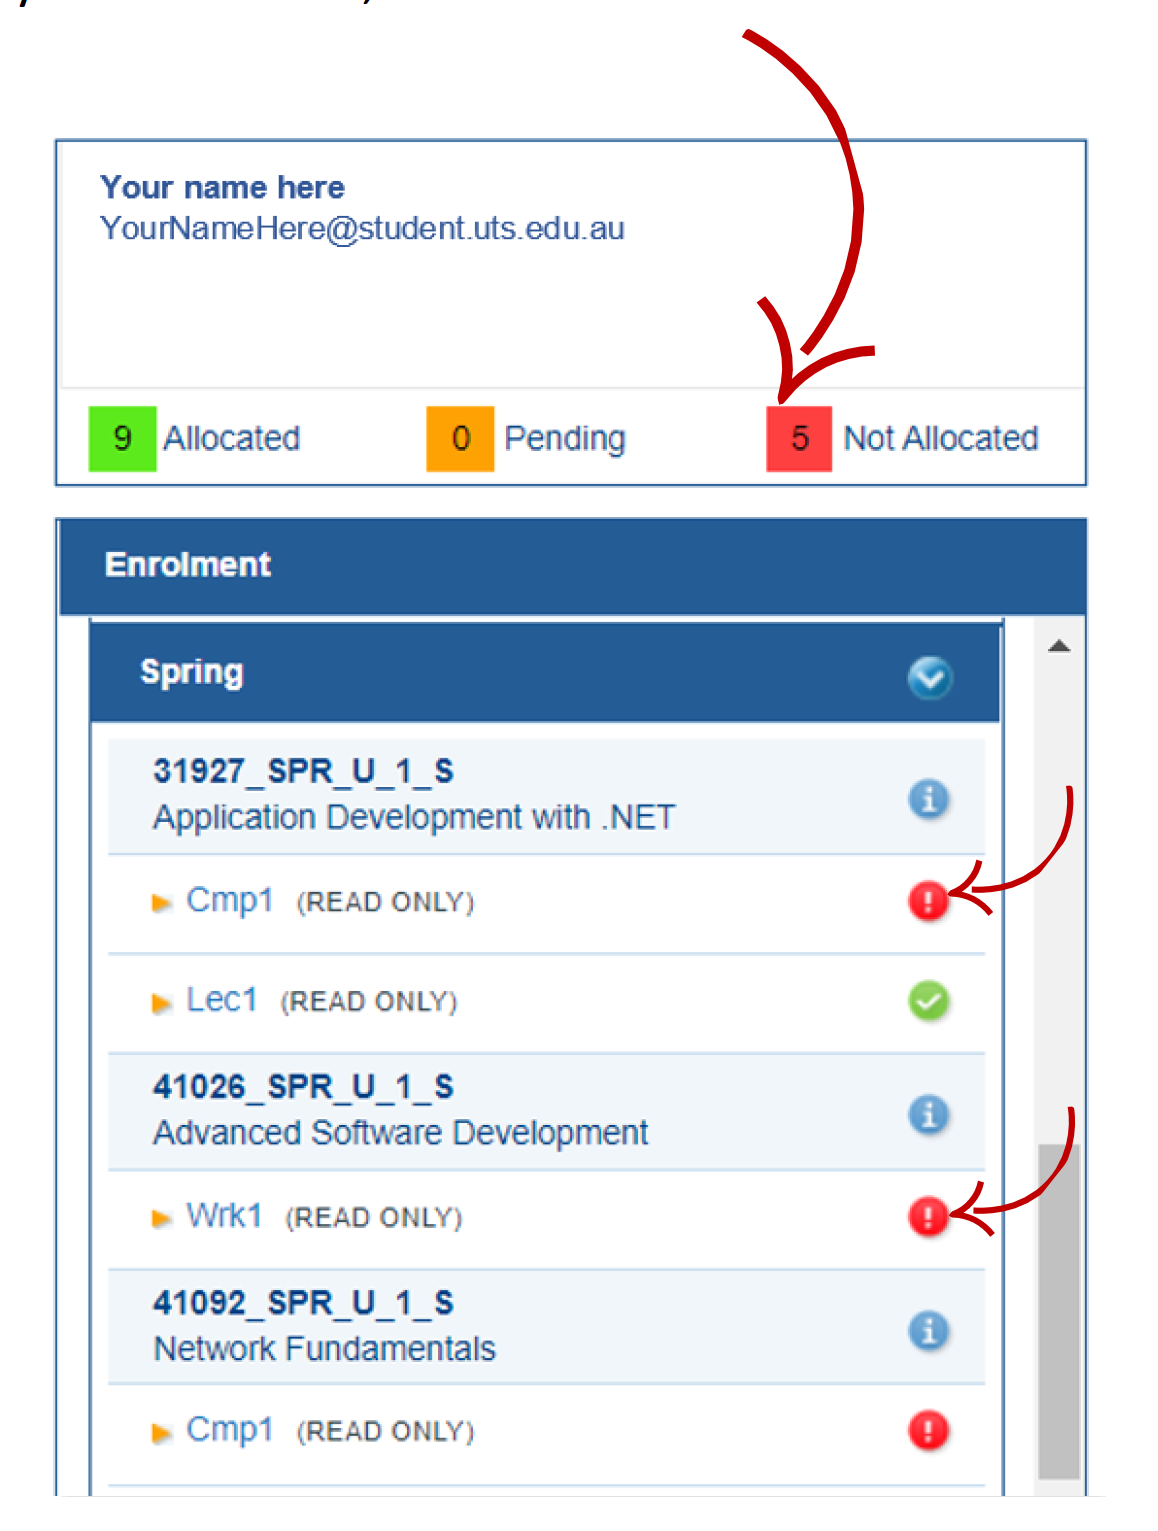 Your name here
YourNameHere@student.uts.edu.au
9 Allocated 0 Pending 5 Not Allocated
Enrolment
Spring
31927_SPR_U_1_S
Application Development with .NET
Cmp1 (READ ONLY)
Lec1 (READ ONLY)
41026_SPR_U_1_S
Advanced Software Development
Wrk1 (READ ONLY)
41092_SPR_U_1_S
Network Fundamentals
Cmp1 (READ ONLY)